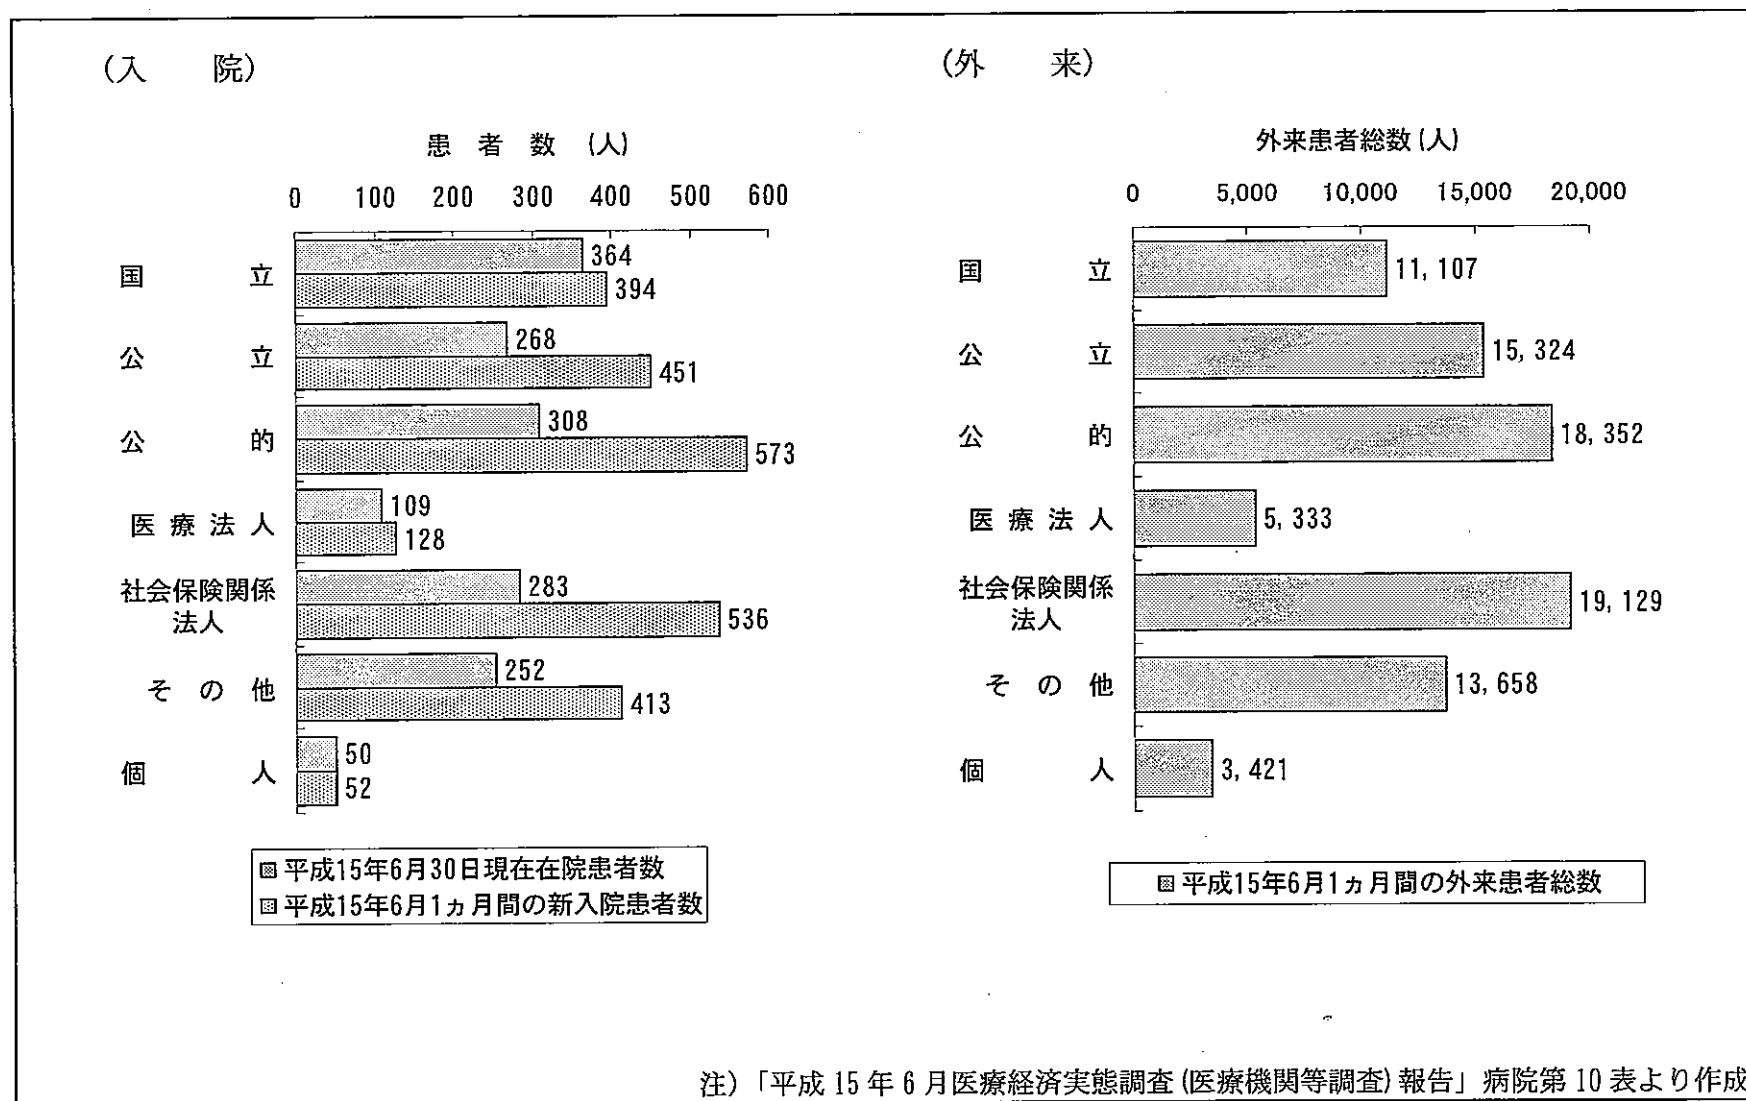 （入　院）
患 者 数 (人)
0 100 200 300 400 500 600
国 立
364
394
公 立
268
451
公 的
308
573
医 療 法 人
109
128
社会保険関係
法人
283
536
そ の 他
252
413
個 人
50
52
平成15年6月30日現在在院患者数
平成15年6月1ヵ月間の新入院患者数
（外　来）
外来患者総数(人)
0 5,000 10,000 15,000 20,000
国 立
11,107
公 立
15,324
公 的
18,352
医 療 法 人
5,333
社会保険関係
法人
19,129
そ の 他
13,658
個 人
3,421
平成15年6月1ヵ月間の外来患者総数
注）「平成 15 年 6 月医療経済実態調査(医療機関等調査)報告」病院第 10 表より作成